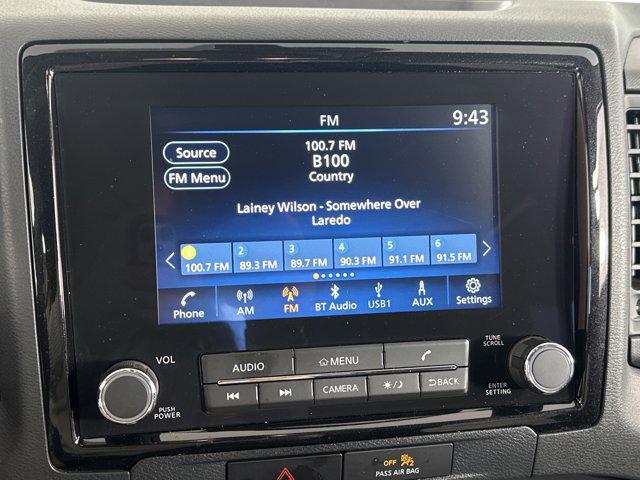 FM
9:43
Source
FM Menu
100.7 FM
B100
Country
Lainey Wilson - Somewhere Over
Laredo
1
100.7 FM
2
89.3 FM
3
89.7 FM
4
90.3 FM
5
91.1 FM
6
91.5 FM
Phone
AM
FM
BT Audio
USB1
AUX
Settings
VOL
PUSH
POWER
AUDIO
MENU
CAMERA
BACK
TUNE
SCROLL
ENTER
SETTING
OFF
2
PASS AIR BAG